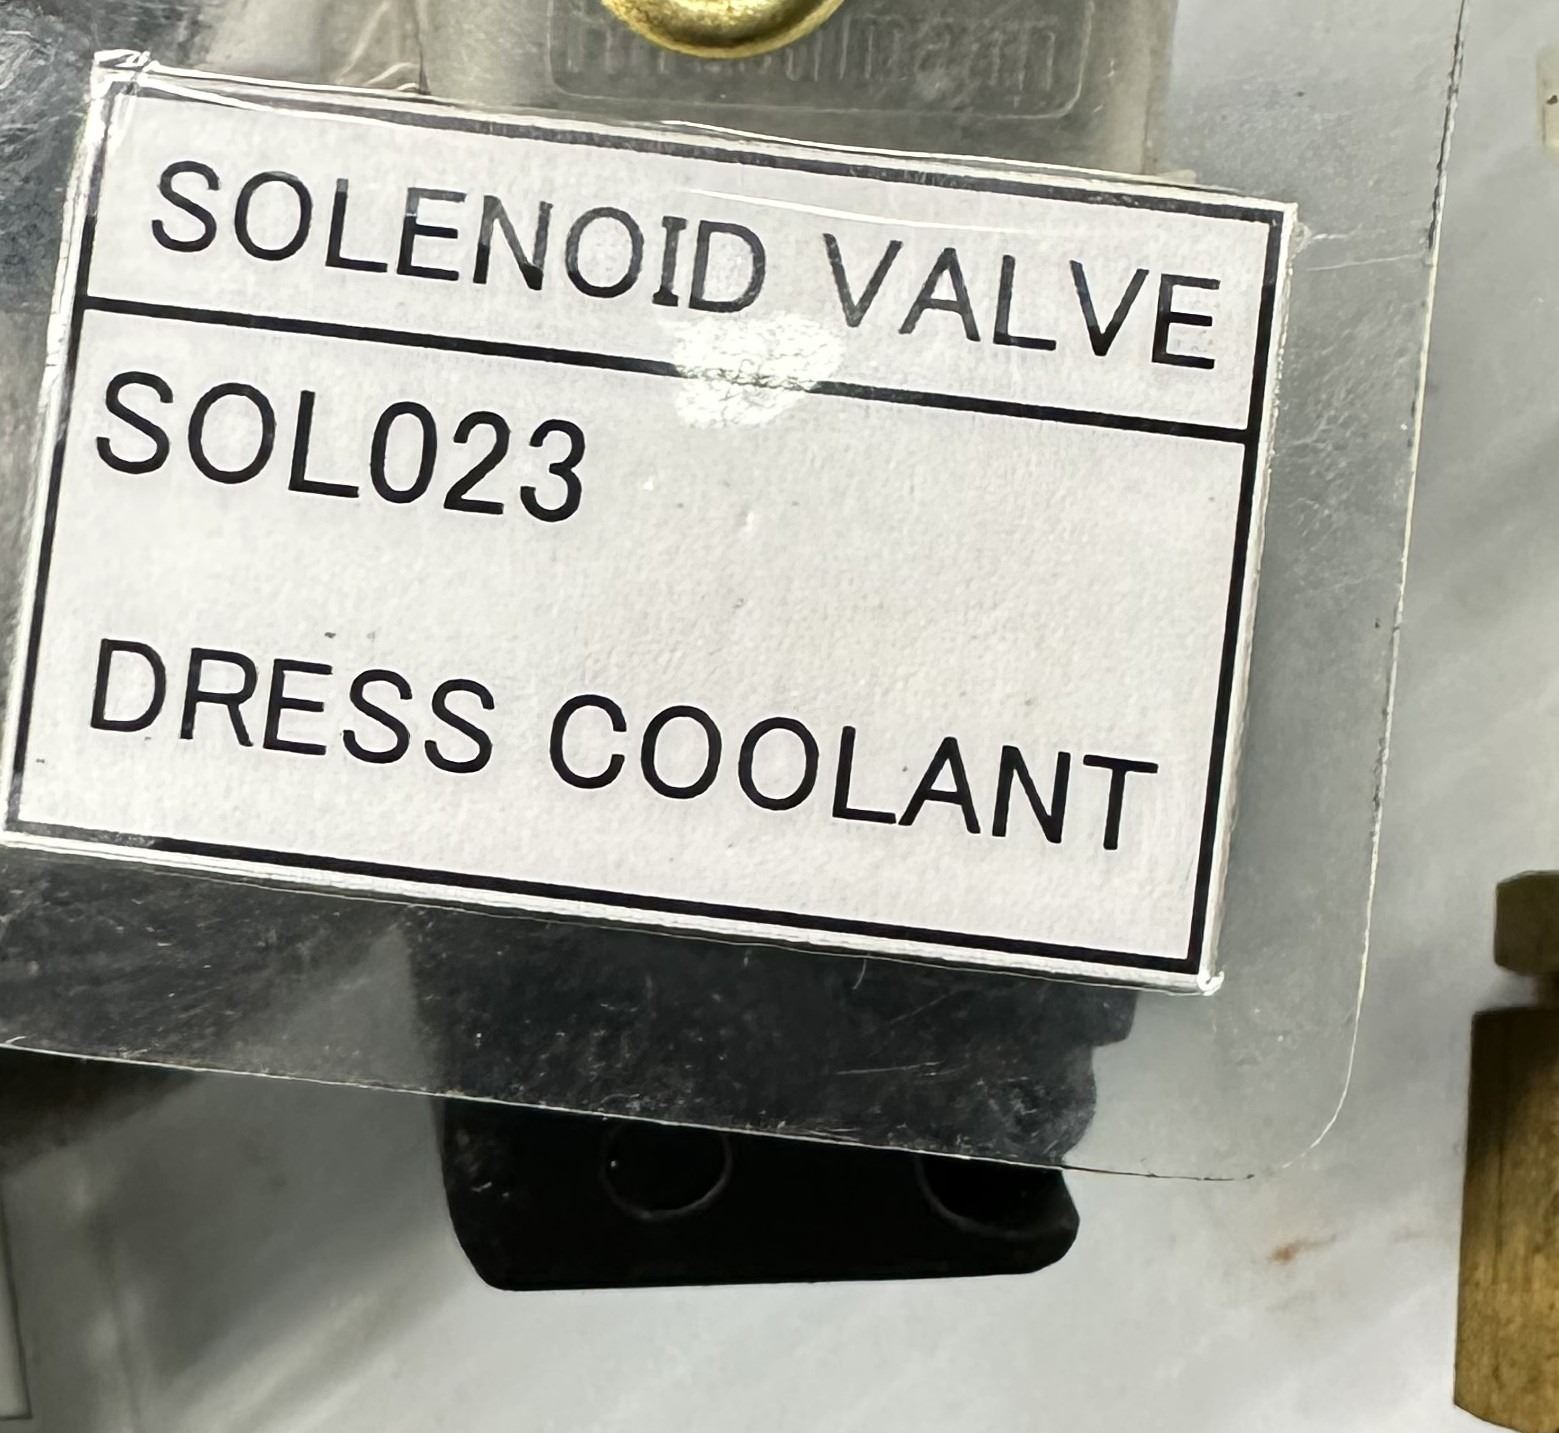 SOLENOID VALVE
SOL023
DRESS COOLANT